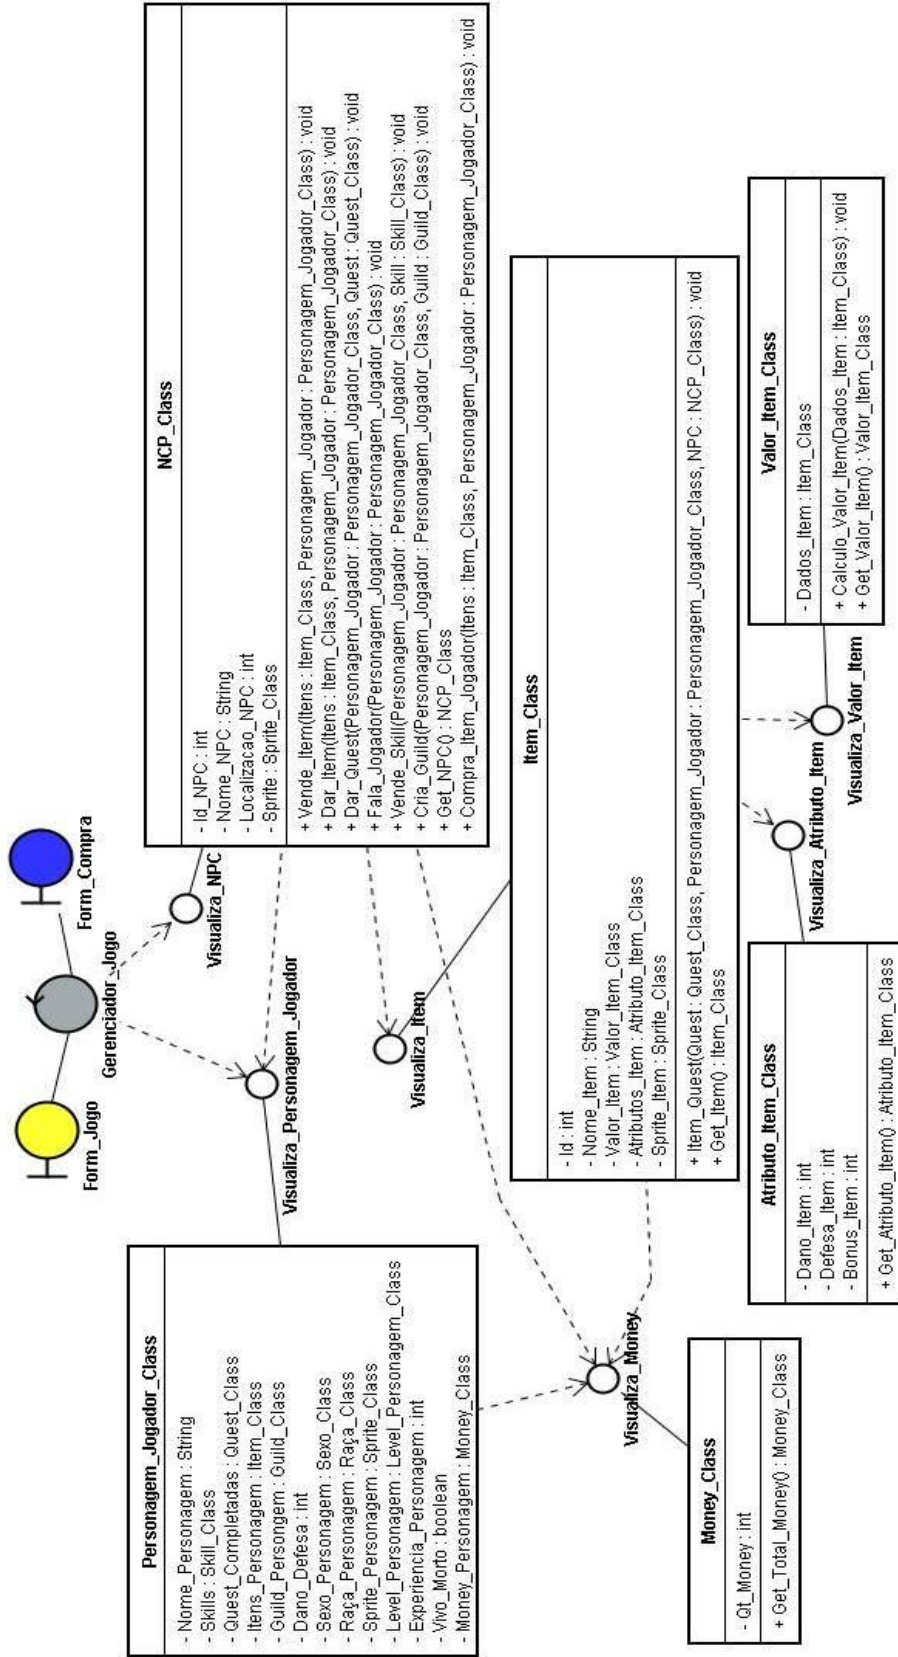 Form_Jogo
Gerenciador_Jogo
Form_Compra
Visualiza_Personagem_Jogador
Visualiza_NPC
Personagem_Jogador_Class
- Nome_Personagem : String
- Skills : Skill_Class
- Quest_Completadas : Quest_Class
- Itens_Personagem : Item_Class
- Guild_Persongem : Guild_Class
- Dano_Defesa : int
- Sexo_Personagem : Sexo_Class
- Raça_Personagem : Raça_Class
- Sprite_Personagem : Sprite_Class
- Level_Personagem : Level_Personagem_Class
- Experiencia_Personagem : int
- Vivo_Morto : boolean
- Money_Personagem : Money_Class
NCP_Class
- Id_NPC : int
- Nome_NPC : String
- Localizacao_NPC : int
- Sprite : Sprite_Class
+ Vende_Item(Itens : Item_Class, Personagem_Jogador : Personagem_Jogador_Class) : void
+ Dar_Item(Itens : Item_Class, Personagem_Jogador : Personagem_Jogador_Class) : void
+ Dar_Quest(Personagem_Jogador : Personagem_Jogador_Class, Quest : Quest_Class) : void
+ Fala_Jogador(Personagem_Jogador : Personagem_Jogador_Class) : void
+ Vende_Skill(Personagem_Jogador : Personagem_Jogador_Class, Skill : Skill_Class) : void
+ Cria_Guild(Personagem_Jogador : Personagem_Jogador_Class, Guild : Guild_Class) : void
+ Get_NPC() : NCP_Class
+ Compra_Item_Jogador(Itens : Item_Class, Personagem_Jogador : Personagem_Jogador_Class) : void
Visualiza_Item
Item_Class
- Id : int
- Nome_Item : String
- Valor_Item : Valor_Item_Class
- Atributos_Item : Atributo_Item_Class
- Sprite_Item : Sprite_Class
+ Item_Quest(Quest : Quest_Class, Personagem_Jogador : Personagem_Jogador_Class, NPC : NCP_Class) : void
+ Get_Item() : Item_Class
Visualiza_Money
Money_Class
- Qt_Money : int
+ Get_Total_Money() : Money_Class
Visualiza_Atributo_Item
Visualiza_Valor_Item
Atributo_Item_Class
- Dano_Item : int
- Defesa_Item : int
- Bonus_Item : int
+ Get_Atributo_Item() : Atributo_Item_Class
Valor_Item_Class
- Dados_Item : Item_Class
+ Calculo_Valor_Item(Dados_Item : Item_Class) : void
+ Get_Valor_Item() : Valor_Item_Class